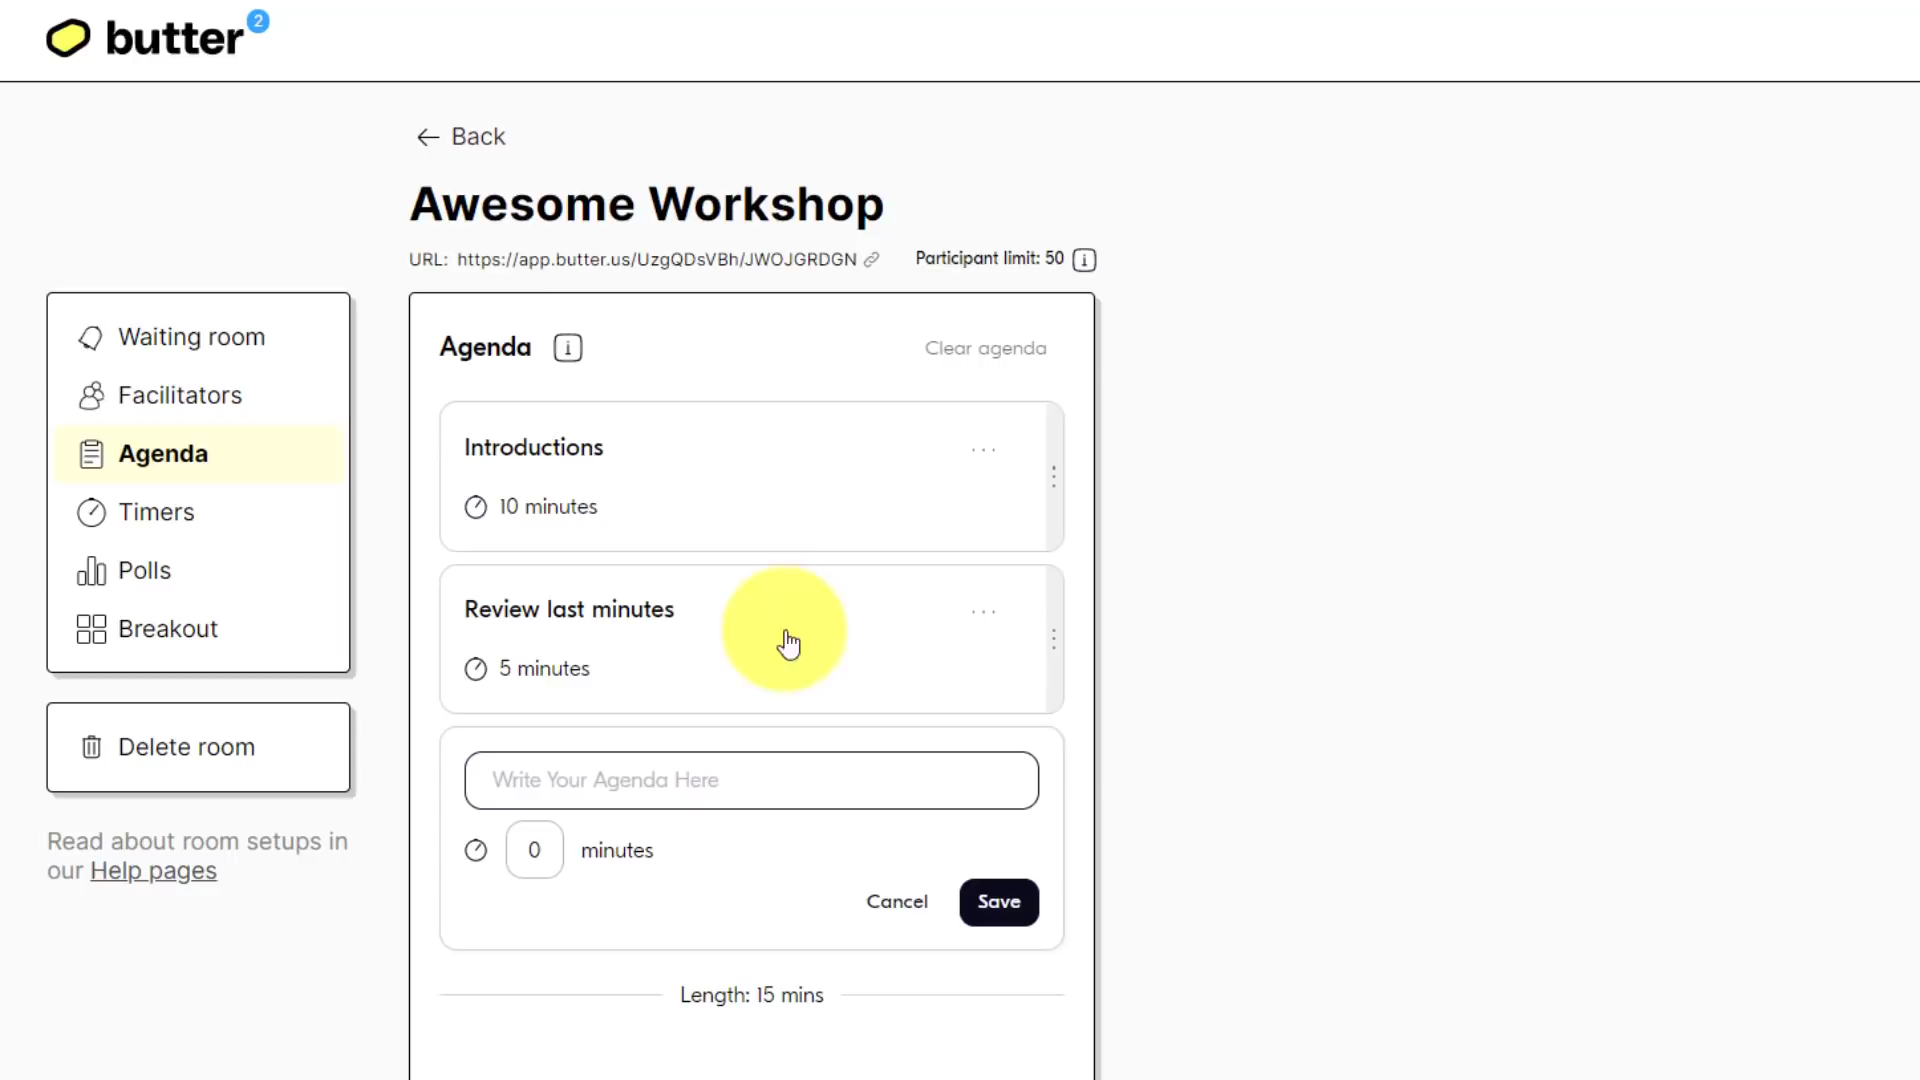 butter 2
Back
Awesome Workshop
URL: https://app.butter.us/UzgQDsVBh/JWOJGRDGN
Participant limit: 50
Waiting room
Facilitators
Agenda
Timers
Polls
Breakout
Delete room
Read about room setups in
our Help pages
Agenda
Clear agenda
Introductions
10 minutes
Review last minutes
5 minutes
Write Your Agenda Here
0 minutes
Cancel
Save
Length: 15 mins